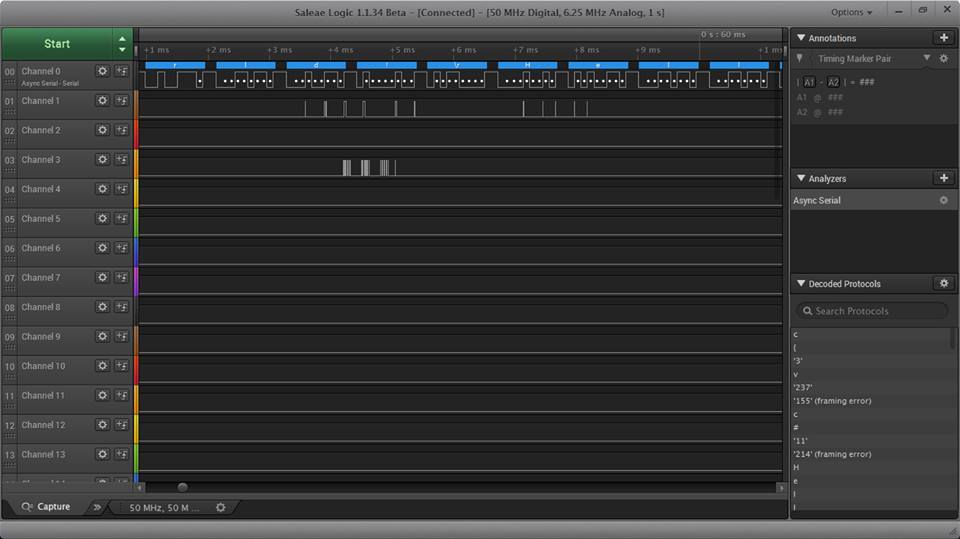 Saleae Logic 1.1.34 Beta - [Connected] - [50 MHz Digital, 6.25 MHz Analog, 1 s]
Options
Start
0 s : 60 ms
+1 ms +2 ms +3 ms +4 ms +5 ms +6 ms +7 ms +8 ms +9 ms +1 ms
r l d ! \r H e l l
00 Channel 0
Async Serial - Serial
01 Channel 1
02 Channel 2
03 Channel 3
04 Channel 4
05 Channel 5
06 Channel 6
07 Channel 7
08 Channel 8
09 Channel 9
10 Channel 10
11 Channel 11
12 Channel 12
13 Channel 13
Capture
50 MHz, 50 M ...
Annotations
Timing Marker Pair
| A1 - A2 | = ###
A1 @ ###
A2 @ ###
Analyzers
Async Serial
Decoded Protocols
Search Protocols
c
'3'
v
'237'
'155' (framing error)
c
#
'11'
'214' (framing error)
H
e
l
l